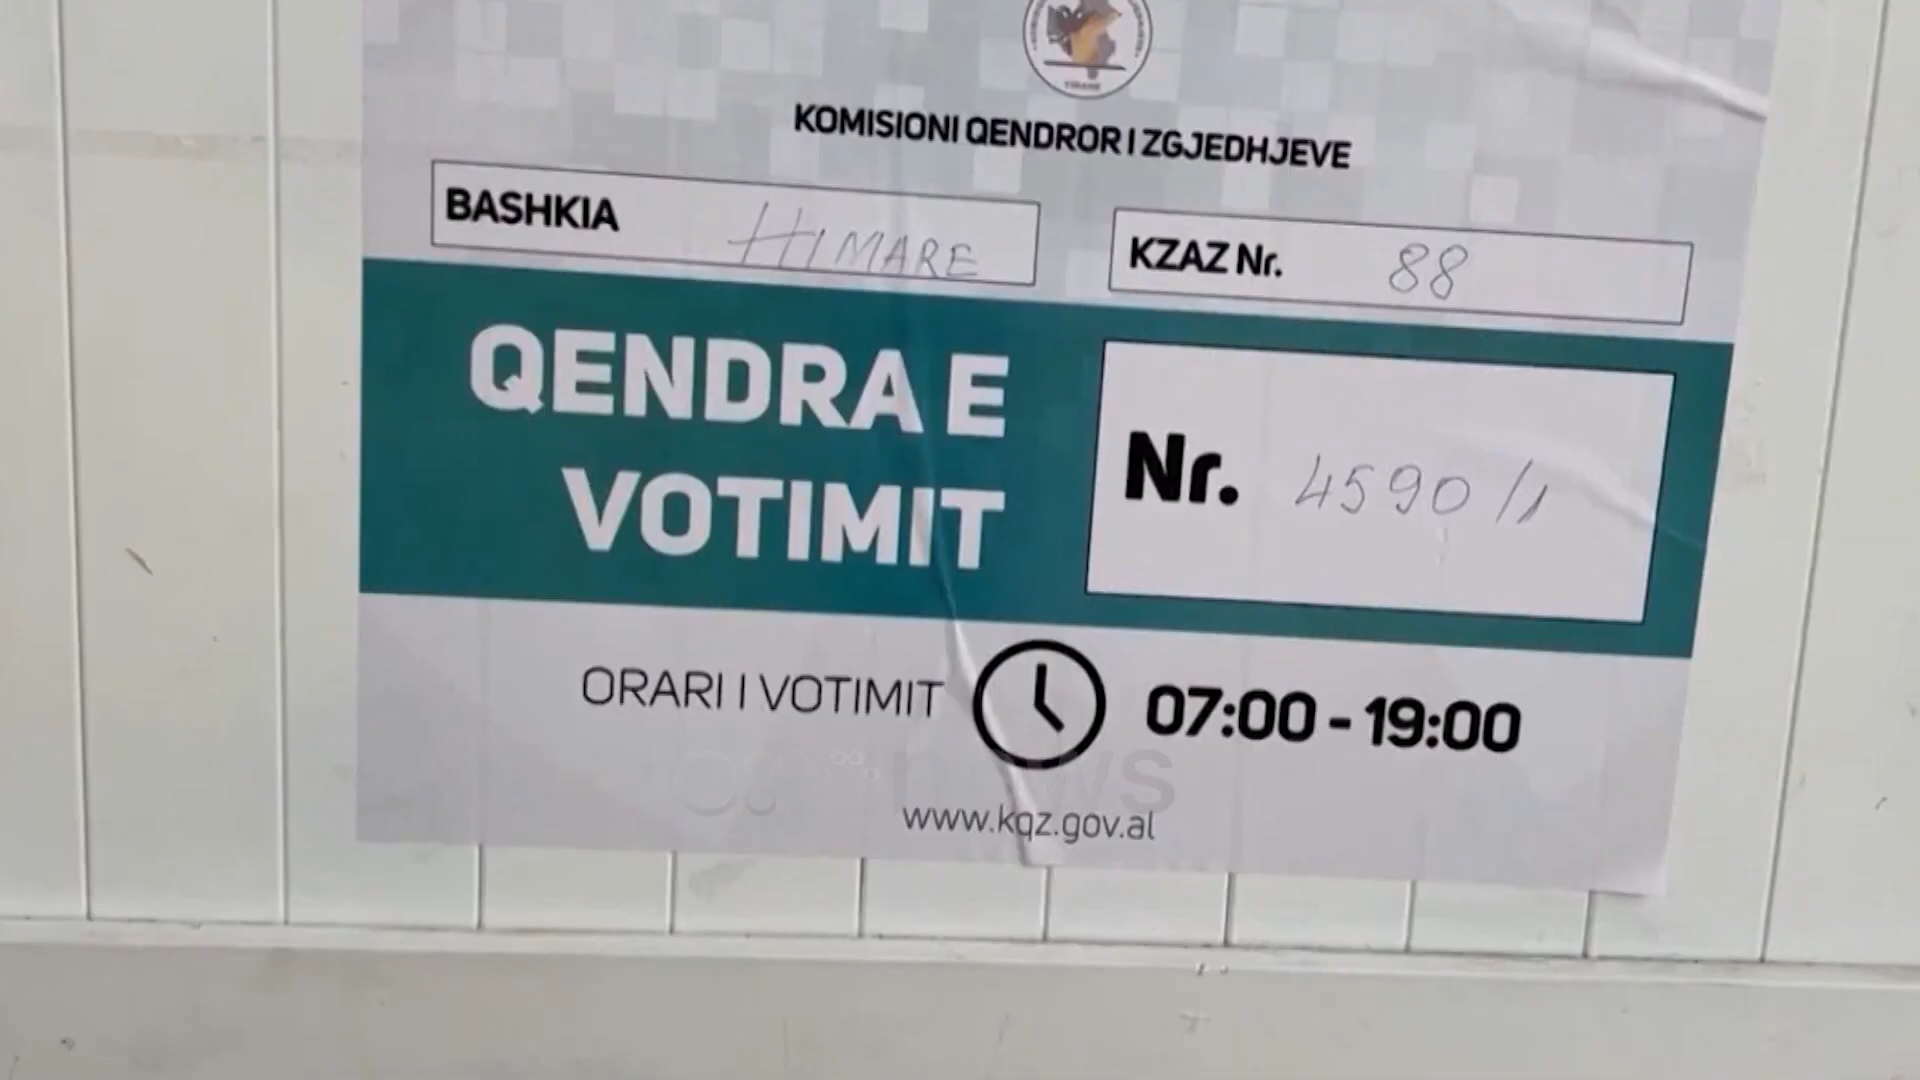 KOMISIONI QENDROR I ZGJEDHJEVE
BASHKIA HIMARE
KZAZ Nr. 88
QENDRA E
VOTIMIT
Nr. 4590/1
ORARI I VOTIMIT 07:00 - 19:00
news
www.kqz.gov.al